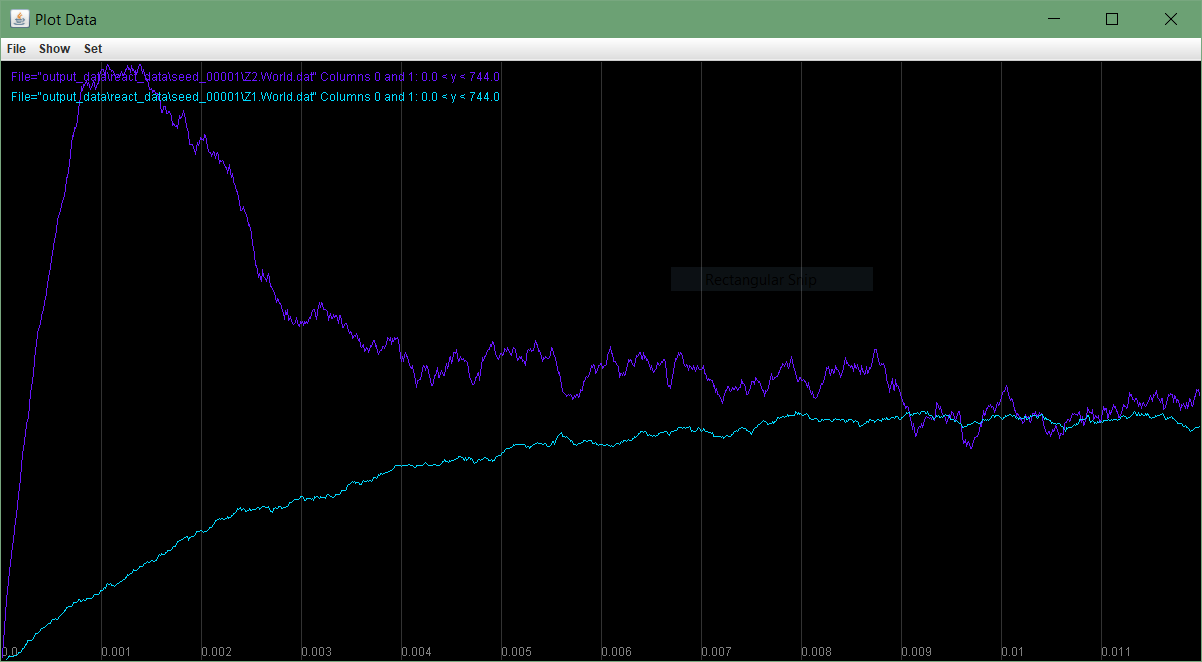 Plot Data
File Show Set
File="output_data\react_data\seed_00001\Z2.World.dat" Columns 0 and 1: 0.0 < y < 744.0
File="output_data\react_data\seed_00001\Z1.World.dat" Columns 0 and 1: 0.0 < y < 744.0
Rectangular Snip
0.0 0.001 0.002 0.003 0.004 0.005 0.006 0.007 0.008 0.009 0.01 0.011